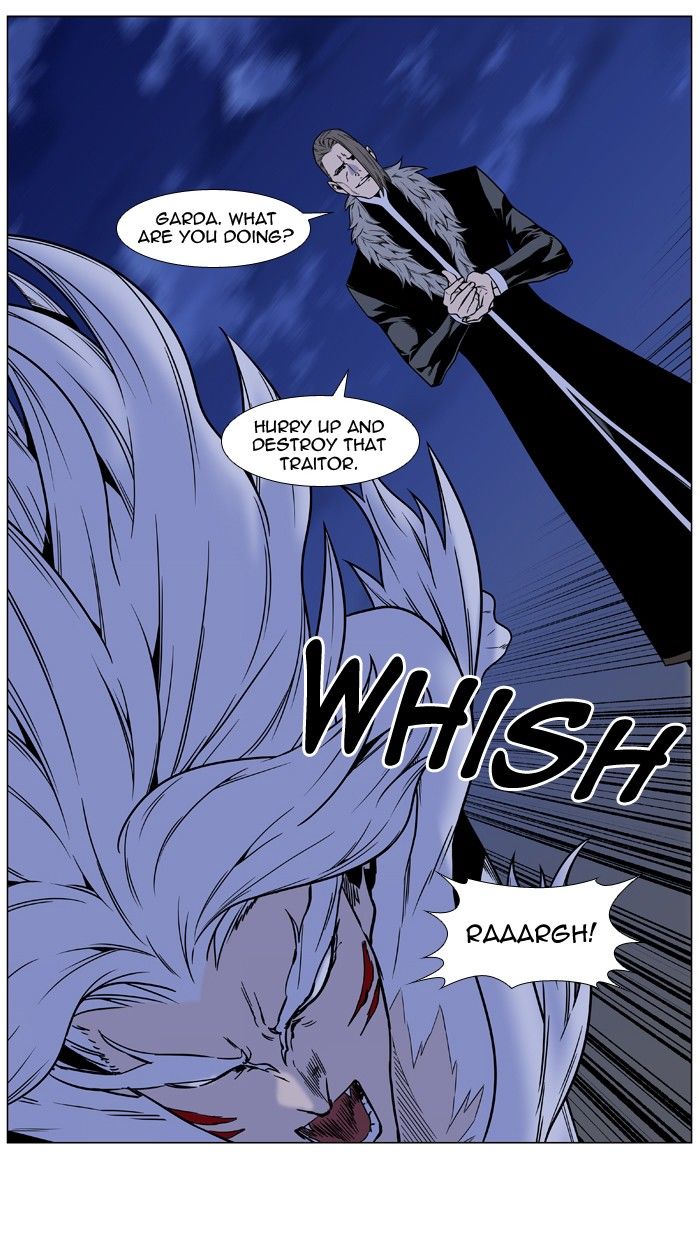 GARDA. WHAT
ARE YOU DOING?
HURRY UP AND
DESTROY THAT
TRAITOR.
WHISH
RAAARGH!